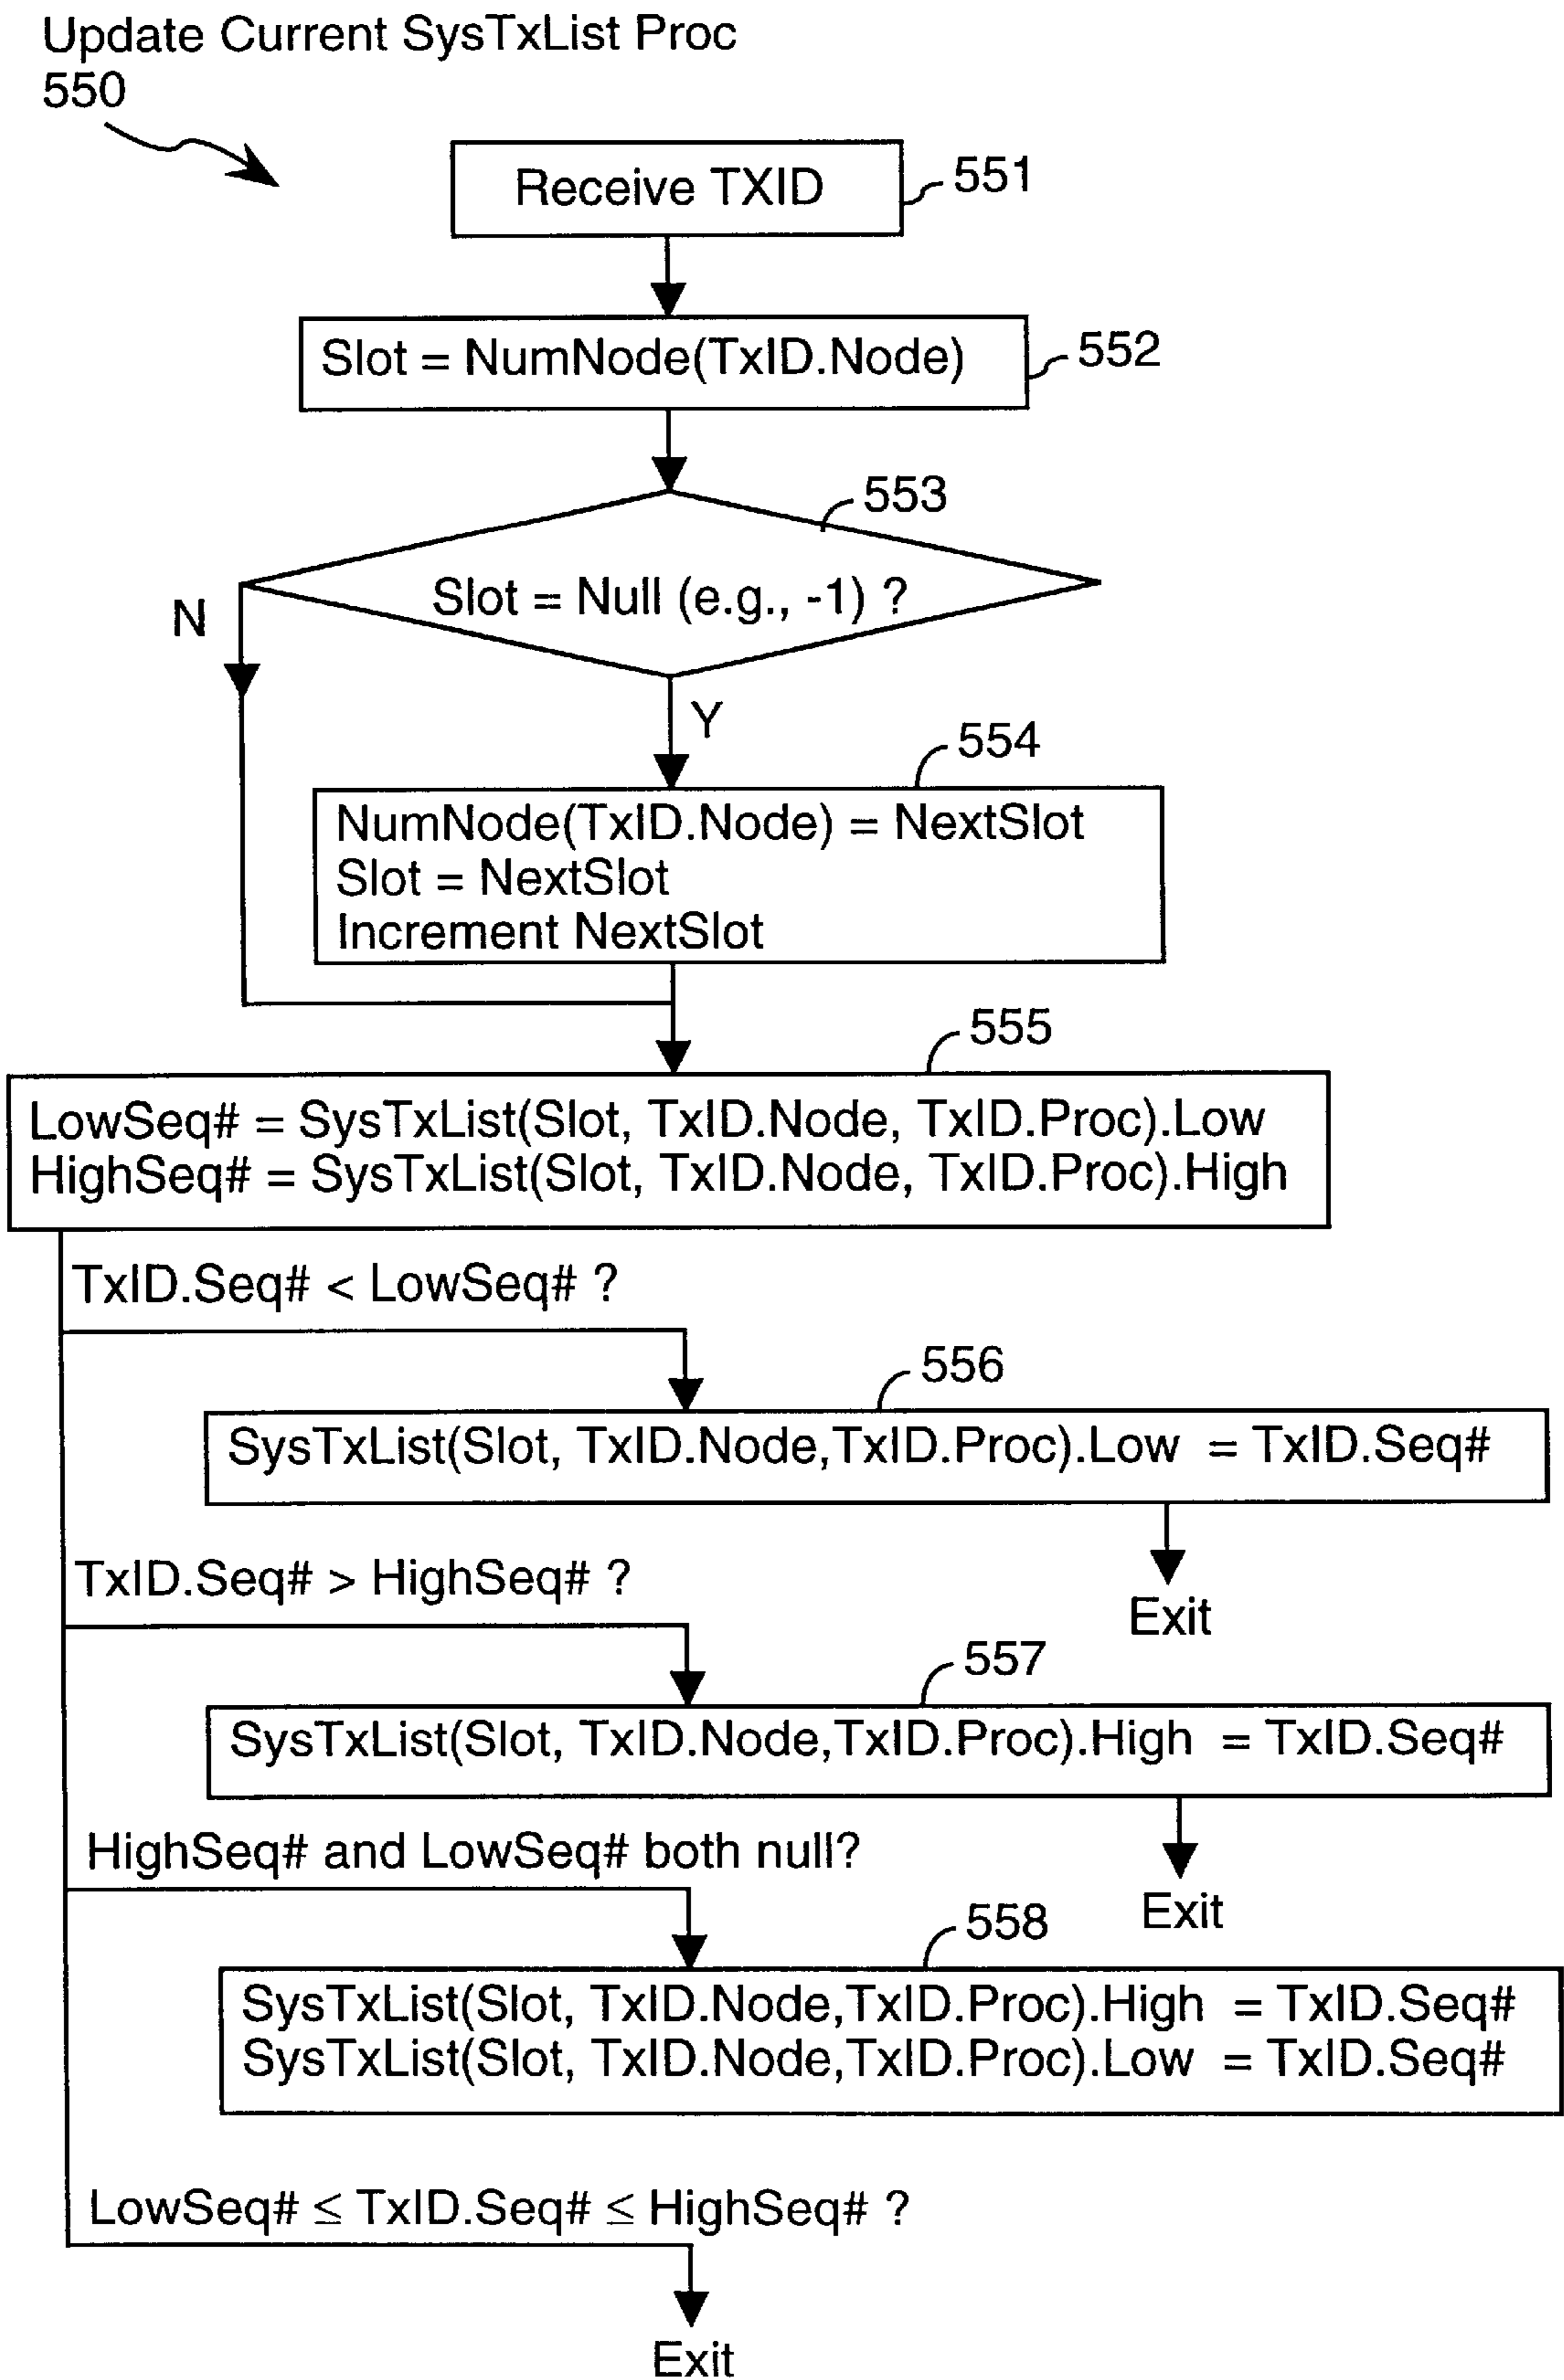 Update Current SysTxList Proc
550
Receive TXID
551
Slot = NumNode(TxID.Node)
552
553
Slot = Null (e.g., -1) ?
N
Y
554
NumNode(TxID.Node) = NextSlot
Slot = NextSlot
Increment NextSlot
555
LowSeq# = SysTxList(Slot, TxID.Node, TxID.Proc).Low
HighSeq# = SysTxList(Slot, TxID.Node, TxID.Proc).High
TxID.Seq# < LowSeq# ?
556
SysTxList(Slot, TxID.Node,TxID.Proc).Low = TxID.Seq#
Exit
TxID.Seq# > HighSeq# ?
557
SysTxList(Slot, TxID.Node,TxID.Proc).High = TxID.Seq#
Exit
HighSeq# and LowSeq# both null?
558
SysTxList(Slot, TxID.Node,TxID.Proc).High = TxID.Seq#
SysTxList(Slot, TxID.Node,TxID.Proc).Low = TxID.Seq#
LowSeq# ≤ TxID.Seq# ≤ HighSeq# ?
Exit